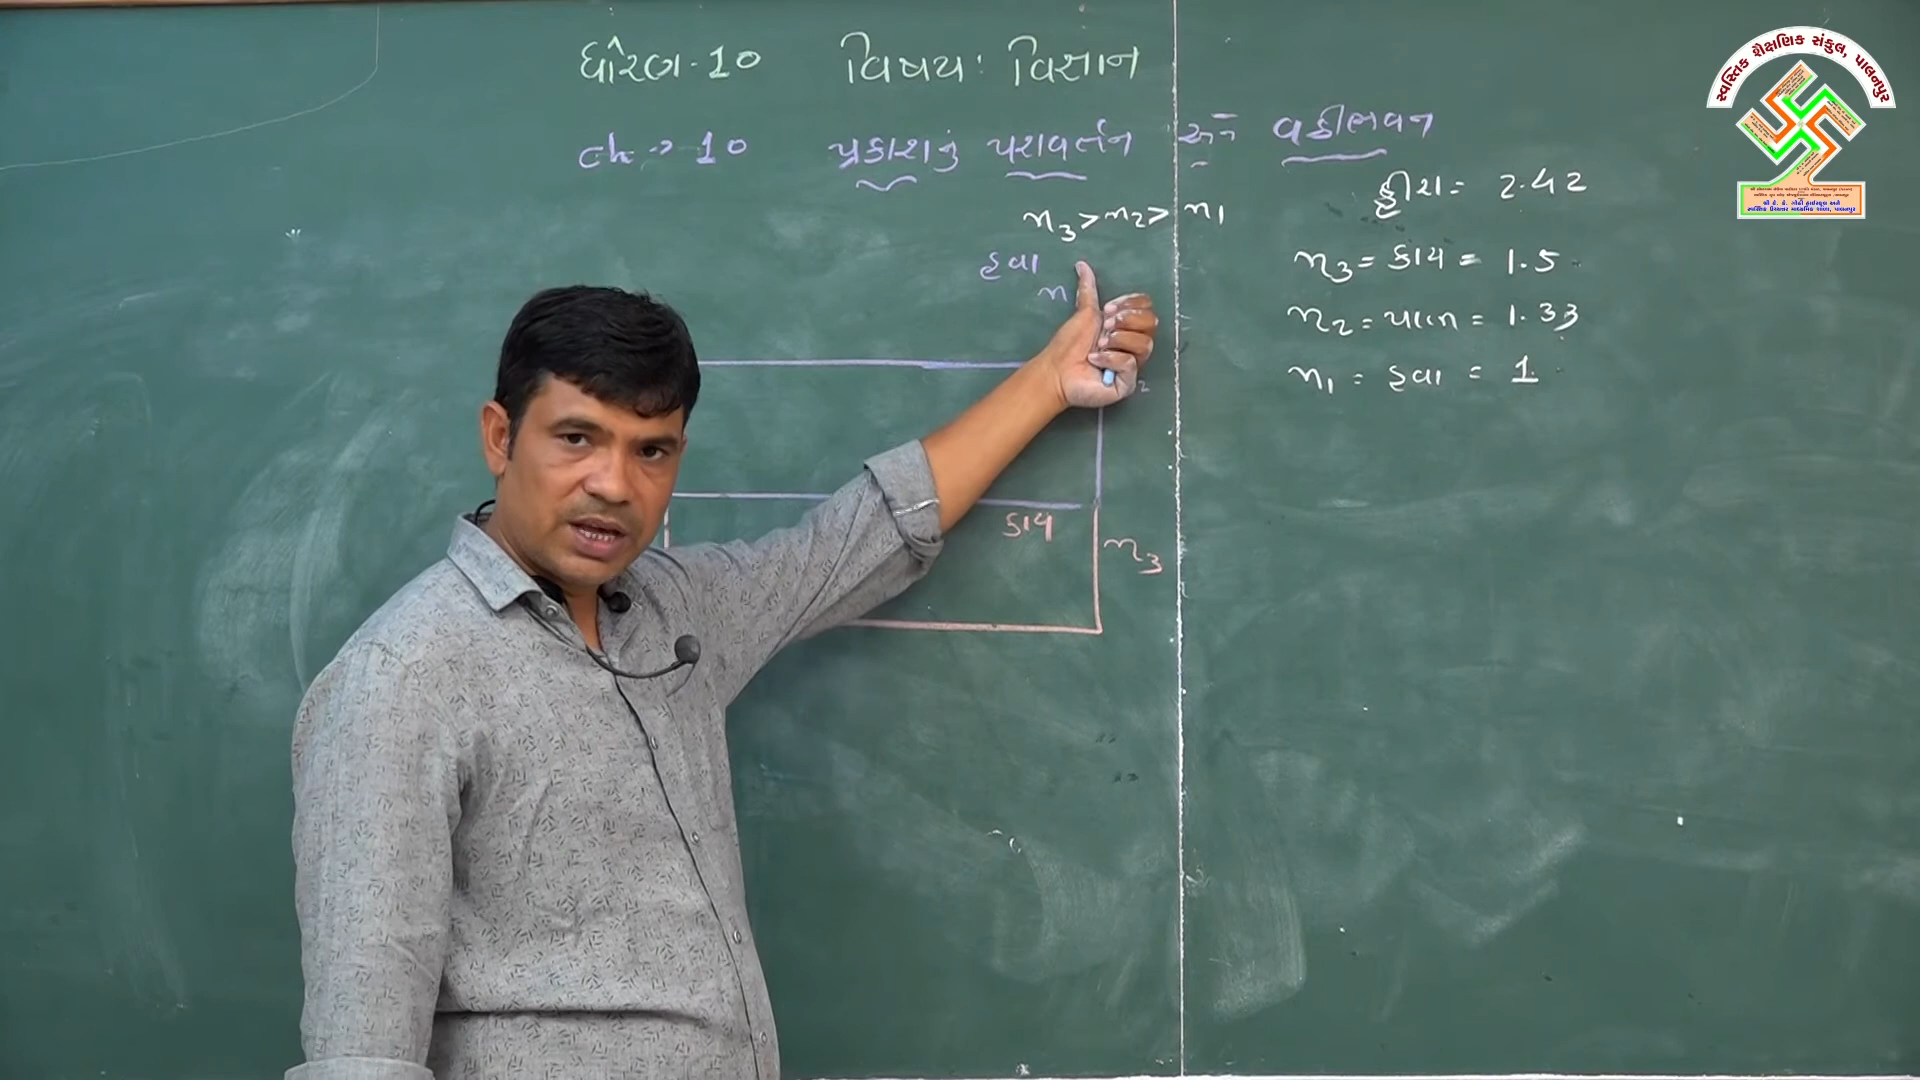 ધોરણ-10 વિષય: વિજ્ઞાન
ch → 10 પ્રકાશનું પરાવર્તન અને વક્રીભવન
n3 > n2 > n1
હવા
n
કાચ
n3
હીરા = 2.42
n3 = કાચ = 1.5
n2 = પાણી = 1.33
n1 = હવા = 1
સ્વસ્તિક શૈક્ષણિક સંકુલ, પાલનપુર